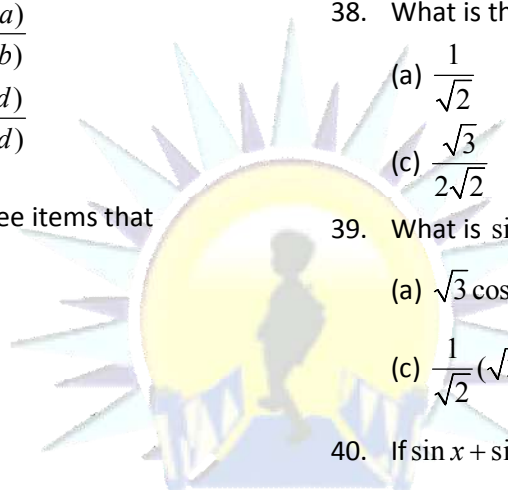 a)
b)
d)
d)
ee items that
38. What is th
(a) 1/√2
(c) √3/2√2
39. What is si
(a) √3 cos
(c) 1/√2 (√
40. If sin x + si